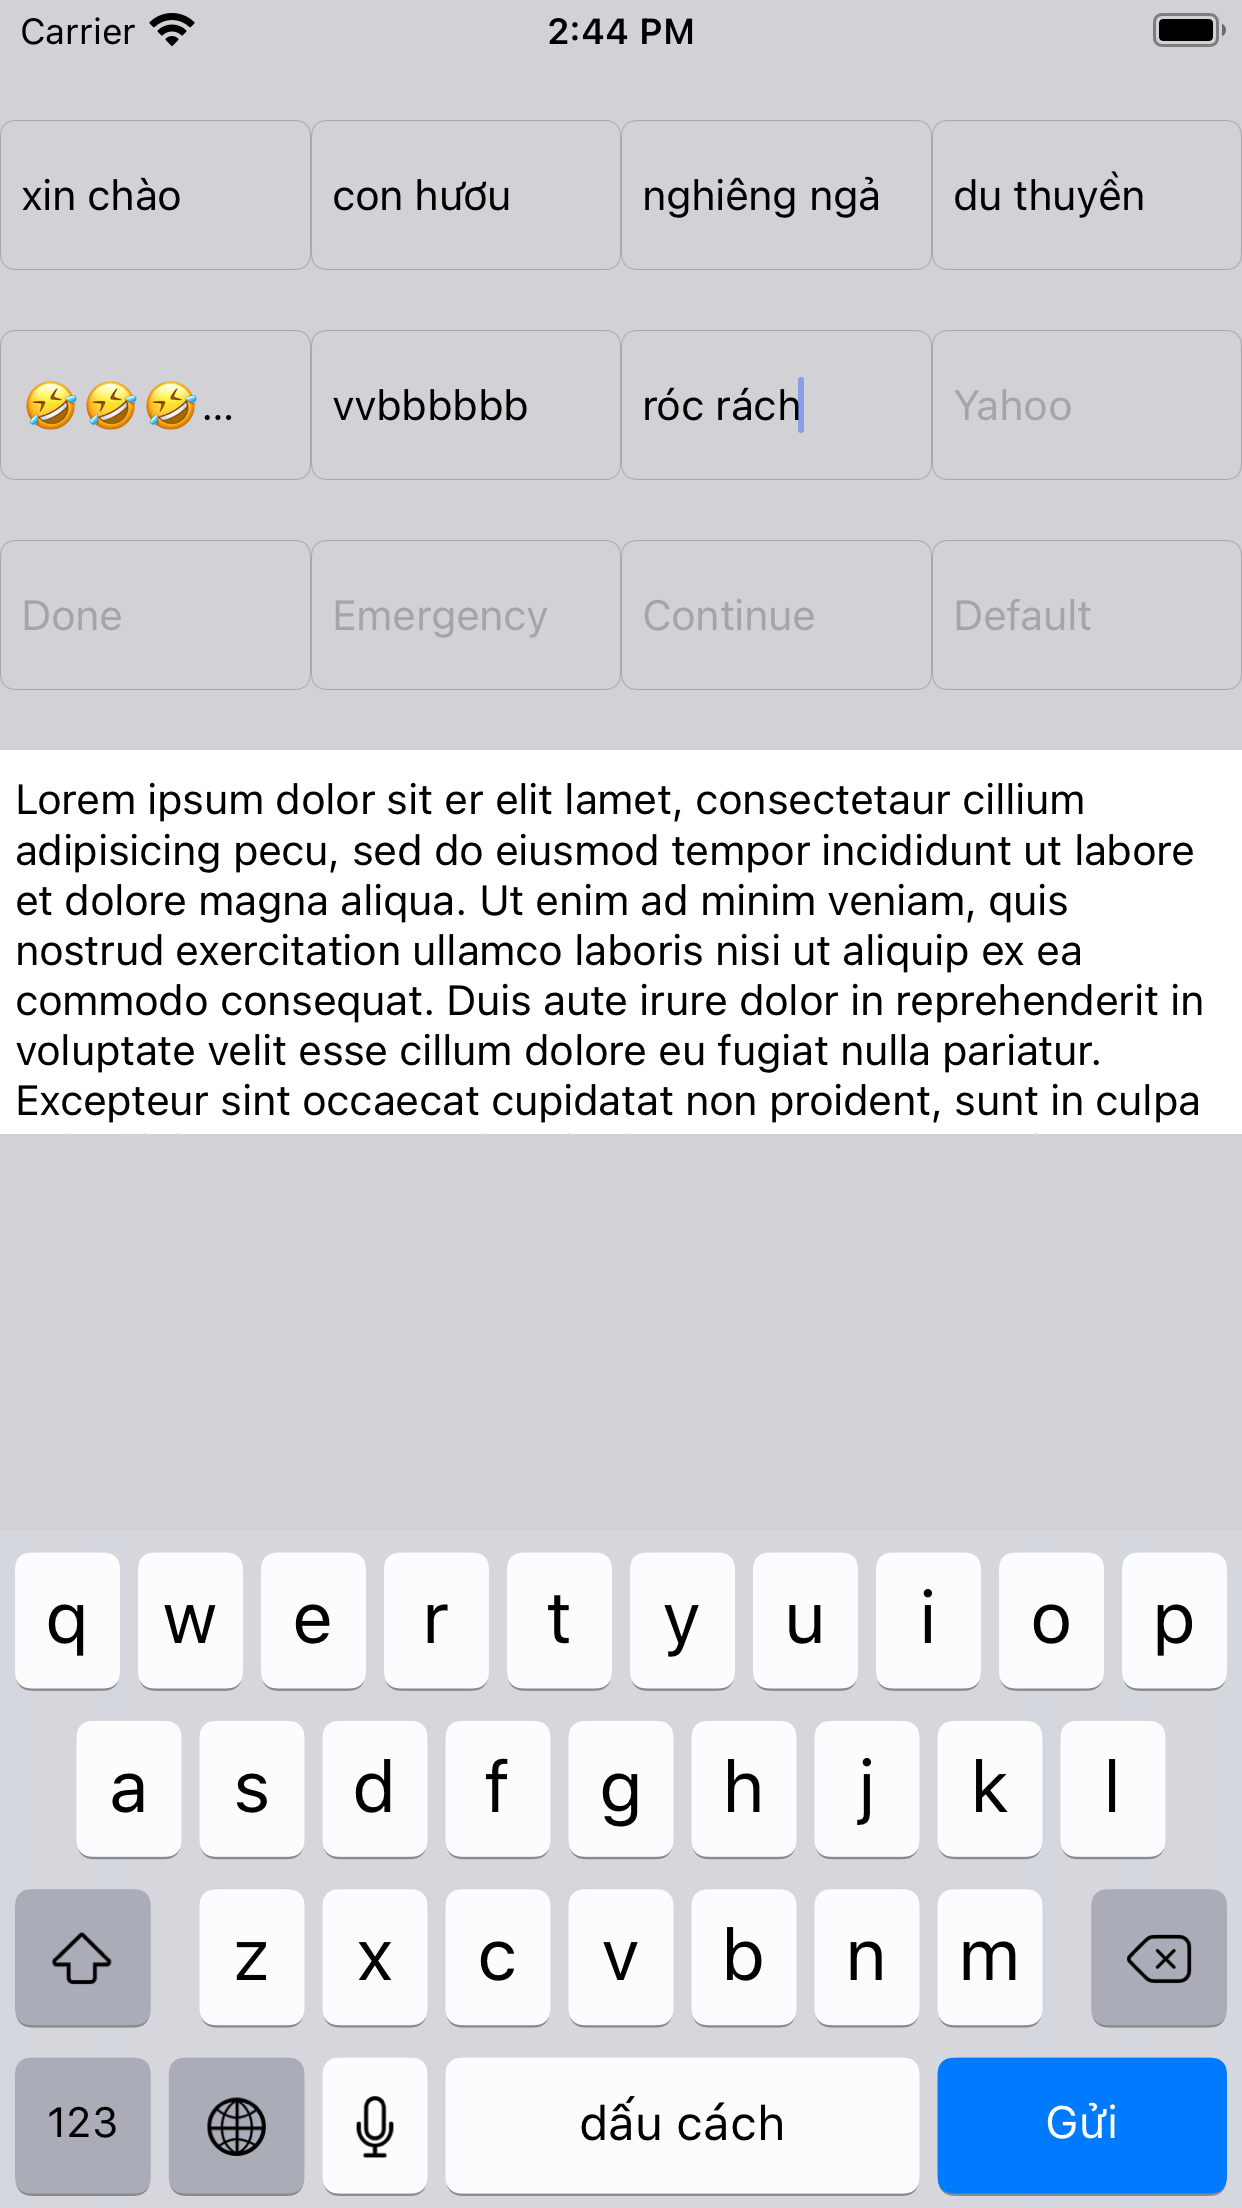 Carrier 2:44 PM
xin chào con hươu nghiêng ngả du thuyền
🤣🤣🤣... vvbbbbbb róc rách Yahoo
Done Emergency Continue Default
Lorem ipsum dolor sit er elit lamet, consectetaur cillium
adipisicing pecu, sed do eiusmod tempor incididunt ut labore
et dolore magna aliqua. Ut enim ad minim veniam, quis
nostrud exercitation ullamco laboris nisi ut aliquip ex ea
commodo consequat. Duis aute irure dolor in reprehenderit in
voluptate velit esse cillum dolore eu fugiat nulla pariatur.
Excepteur sint occaecat cupidatat non proident, sunt in culpa
q w e r t y u i o p
a s d f g h j k l
z x c v b n m
123 dấu cách Gửi